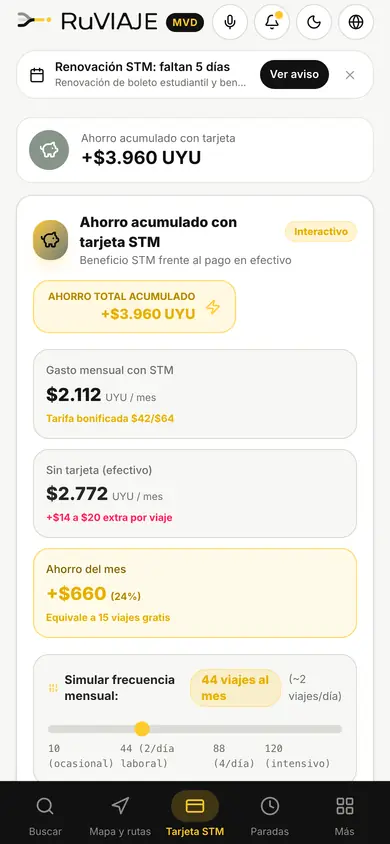 RuVIAJE MVD
Renovación STM: faltan 5 días
Renovación de boleto estudiantil y ben...
Ver aviso
Ahorro acumulado con tarjeta
+$3.960 UYU
Ahorro acumulado con
tarjeta STM
Interactivo
Beneficio STM frente al pago en efectivo
AHORRO TOTAL ACUMULADO
+$3.960 UYU
Gasto mensual con STM
$2.112 UYU / mes
Tarifa bonificada $42/$64
Sin tarjeta (efectivo)
$2.772 UYU / mes
+$14 a $20 extra por viaje
Ahorro del mes
+$660 (24%)
Equivale a 15 viajes gratis
Simular frecuencia
mensual:
44 viajes al
mes
(~2
viajes/día)
10
(ocasional)
44 (2/día
laboral)
88
(4/día)
120
(intensivo)
Buscar
Mapa y rutas
Tarjeta STM
Paradas
Más